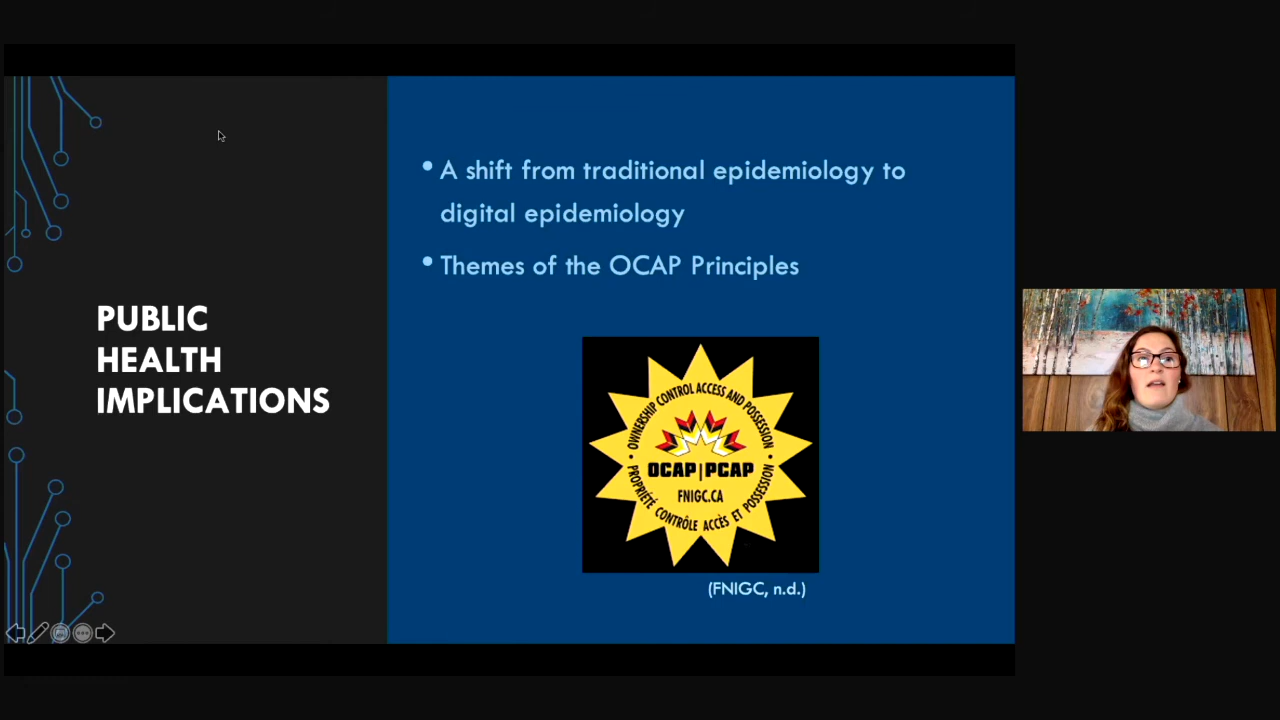 PUBLIC
HEALTH
IMPLICATIONS
• A shift from traditional epidemiology to
digital epidemiology
• Themes of the OCAP Principles
• OWNERSHIP CONTROL ACCESS AND POSSESSION •
OCAP|PCAP
FNIGC.CA
PROPRIÉTÉ CONTRÔLE ACCÈS ET POSSESSION
(FNIGC, n.d.)